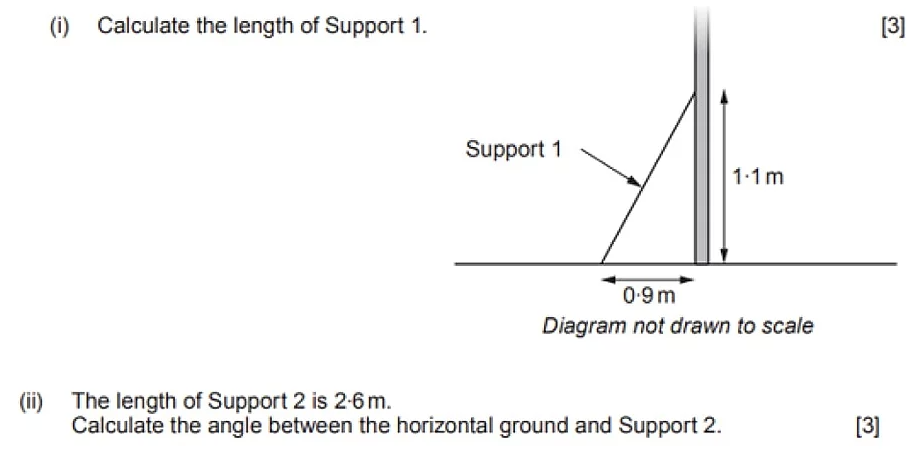 (i) Calculate the length of Support 1. [3]
Support 1
1·1 m
0·9 m
Diagram not drawn to scale
(ii) The length of Support 2 is 2·6 m.
Calculate the angle between the horizontal ground and Support 2. [3]